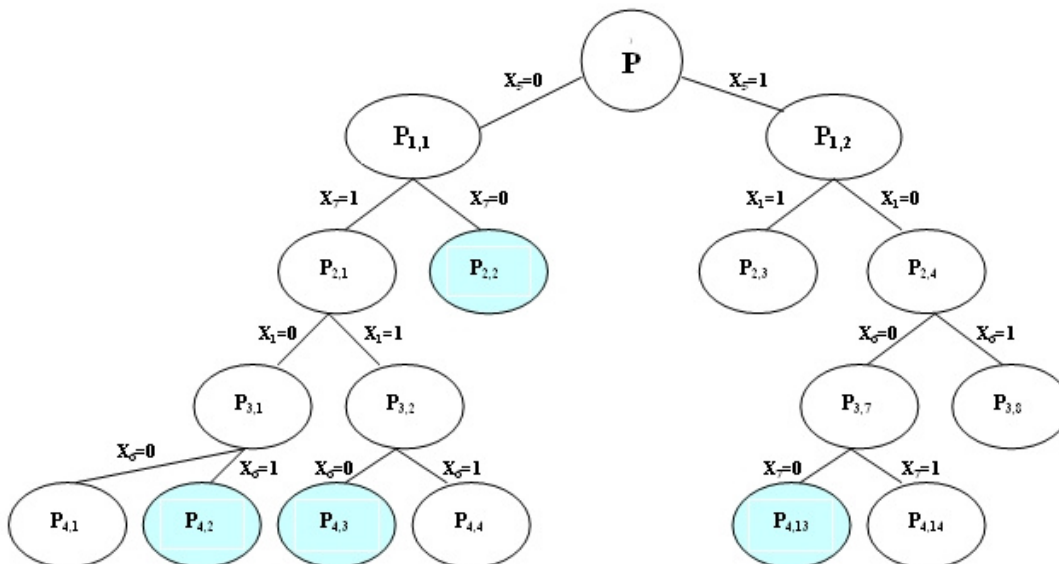 P
X₅=0 X₅=1
P₁,₁ P₁,₂
X₇=1 X₇=0 X₁=1 X₁=0
P₂,₁ P₂,₂ P₂,₃ P₂,₄
X₁=0 X₁=1 X₆=0 X₆=1
P₃,₁ P₃,₂ P₃,₇ P₃,₈
X₆=0 X₆=1 X₆=0 X₆=1 X₇=0 X₇=1
P₄,₁ P₄,₂ P₄,₃ P₄,₄ P₄,₁₃ P₄,₁₄